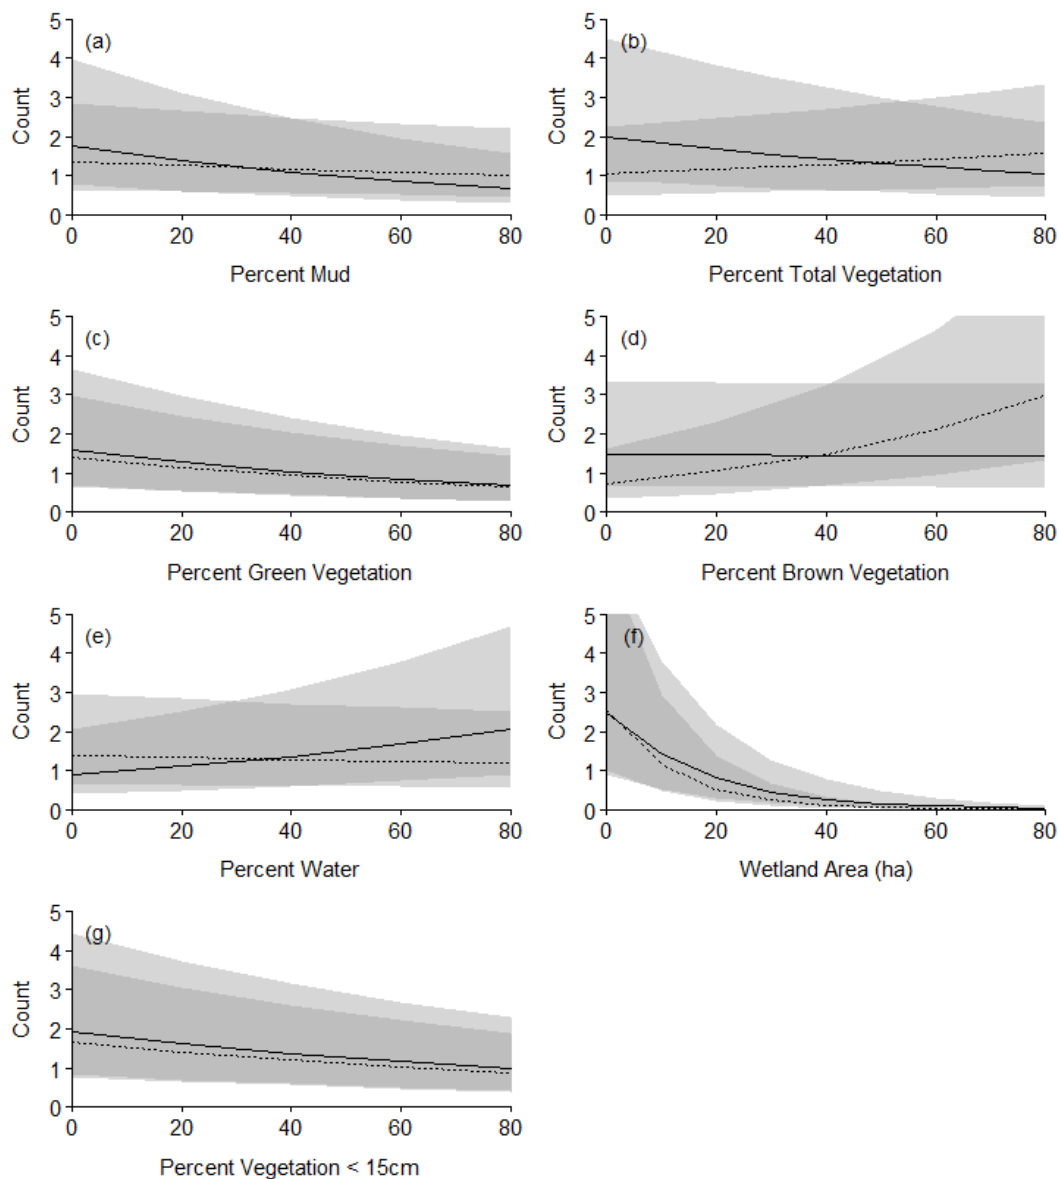 (a)
5
4
3
2
1
0
Count
0 20 40 60 80
Percent Mud
(b)
5
4
3
2
1
0
Count
0 20 40 60 80
Percent Total Vegetation
(c)
5
4
3
2
1
0
Count
0 20 40 60 80
Percent Green Vegetation
(d)
5
4
3
2
1
0
Count
0 20 40 60 80
Percent Brown Vegetation
(e)
5
4
3
2
1
0
Count
0 20 40 60 80
Percent Water
(f)
5
4
3
2
1
0
Count
0 20 40 60 80
Wetland Area (ha)
(g)
5
4
3
2
1
0
Count
0 20 40 60 80
Percent Vegetation < 15cm